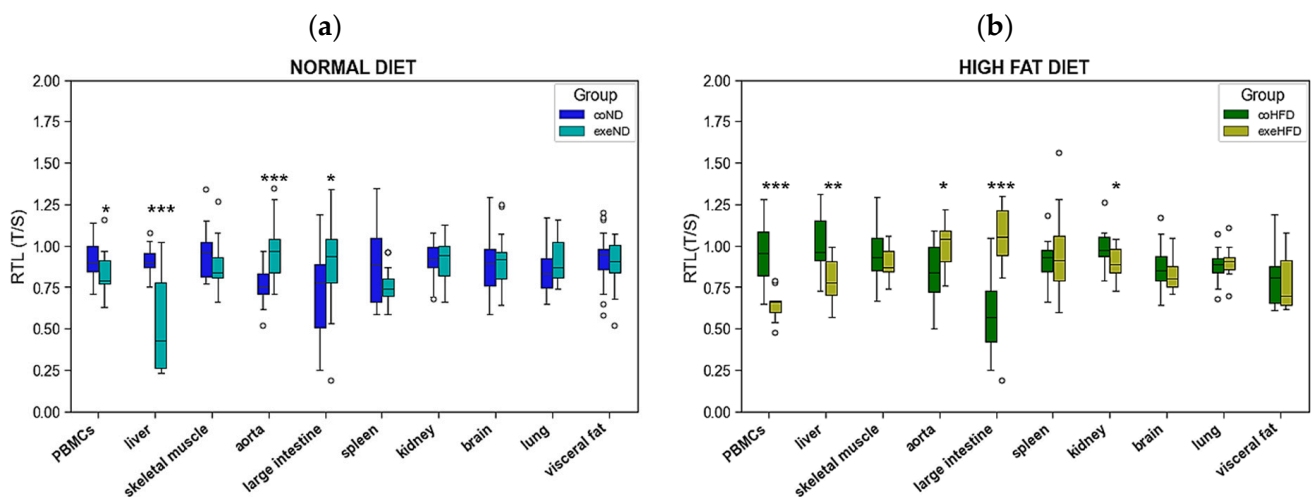 (a)
NORMAL DIET
RTL (T/S)
2.00
1.75
1.50
1.25
1.00
0.75
0.50
0.25
0.00
Group
coND
exeND
*
***
***
*
PBMCs
liver
skeletal muscle
aorta
large intestine
spleen
kidney
brain
lung
visceral fat
(b)
HIGH FAT DIET
RTL(T/S)
2.00
1.75
1.50
1.25
1.00
0.75
0.50
0.25
0.00
Group
coHFD
exeHFD
***
**
*
***
*
PBMCs
liver
skeletal muscle
aorta
large intestine
spleen
kidney
brain
lung
visceral fat